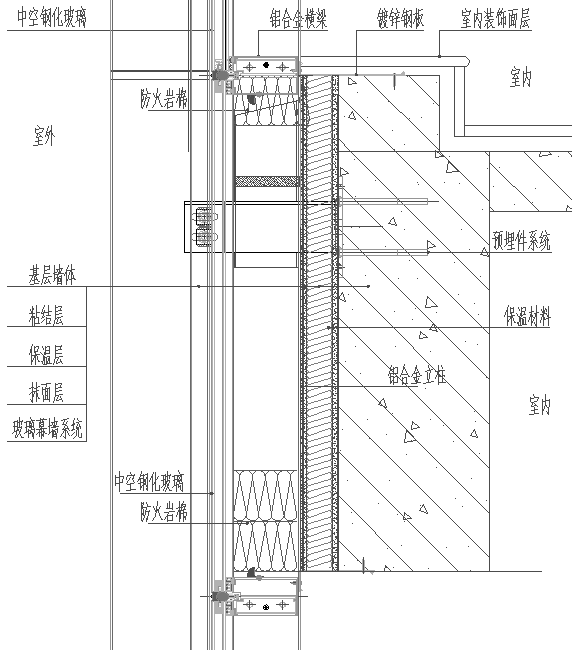 中空钢化玻璃
铝合金横梁
镀锌钢板
室内装饰面层
室内
防火岩棉
室外
预埋件系统
基层墙体
粘结层
保温材料
保温层
铝合金立柱
抹面层
室内
玻璃幕墙系统
中空钢化玻璃
防火岩棉